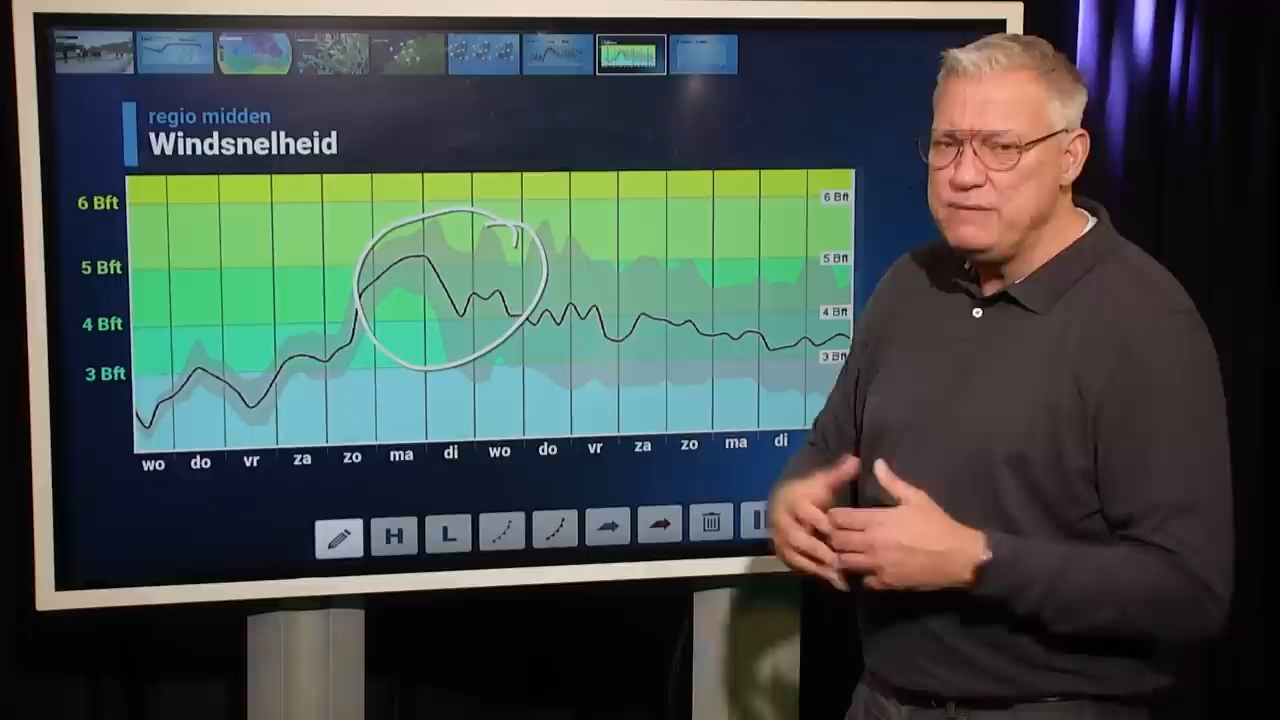 regio midden
Windsnelheid
6 Bft
5 Bft
4 Bft
3 Bft
6 Bft
5 Bft
4 Bft
3 Bft
wo do vr za zo ma di wo do vr za zo ma di
H L